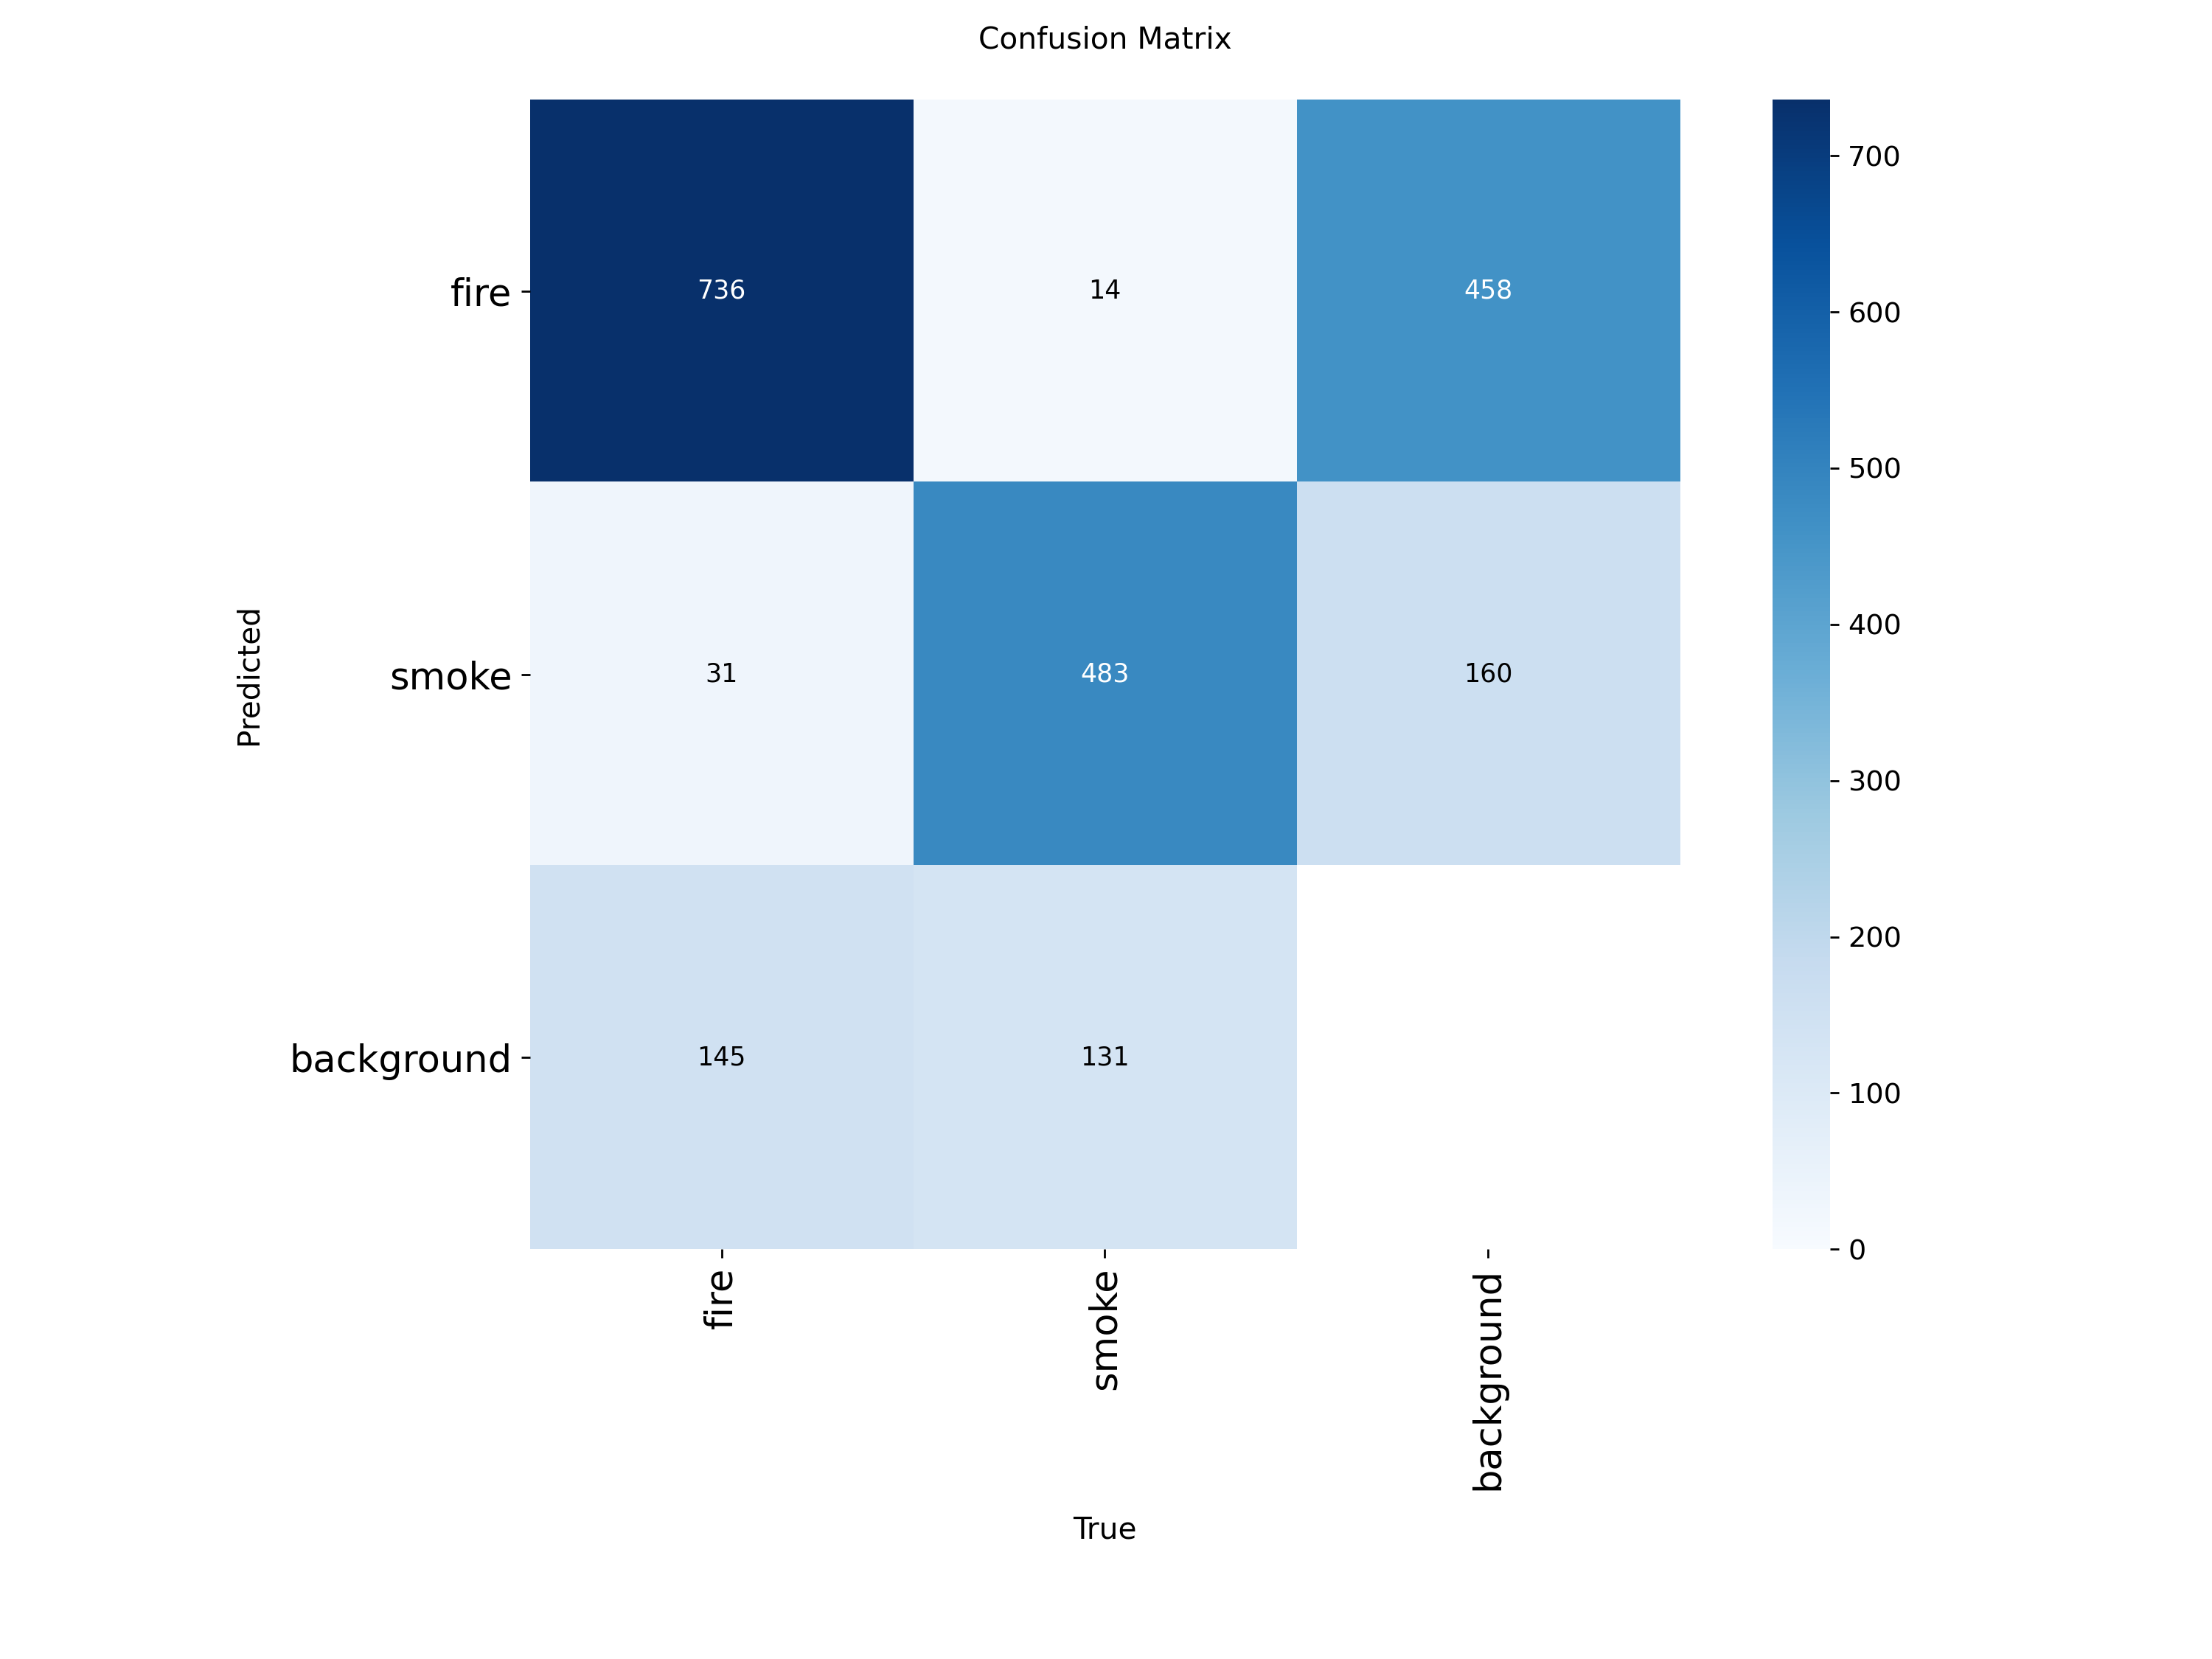 Confusion Matrix
fire
736
14
458
700
600
500
smoke
31
483
160
400
300
Predicted
background
145
131
200
100
0
fire
smoke
background
True